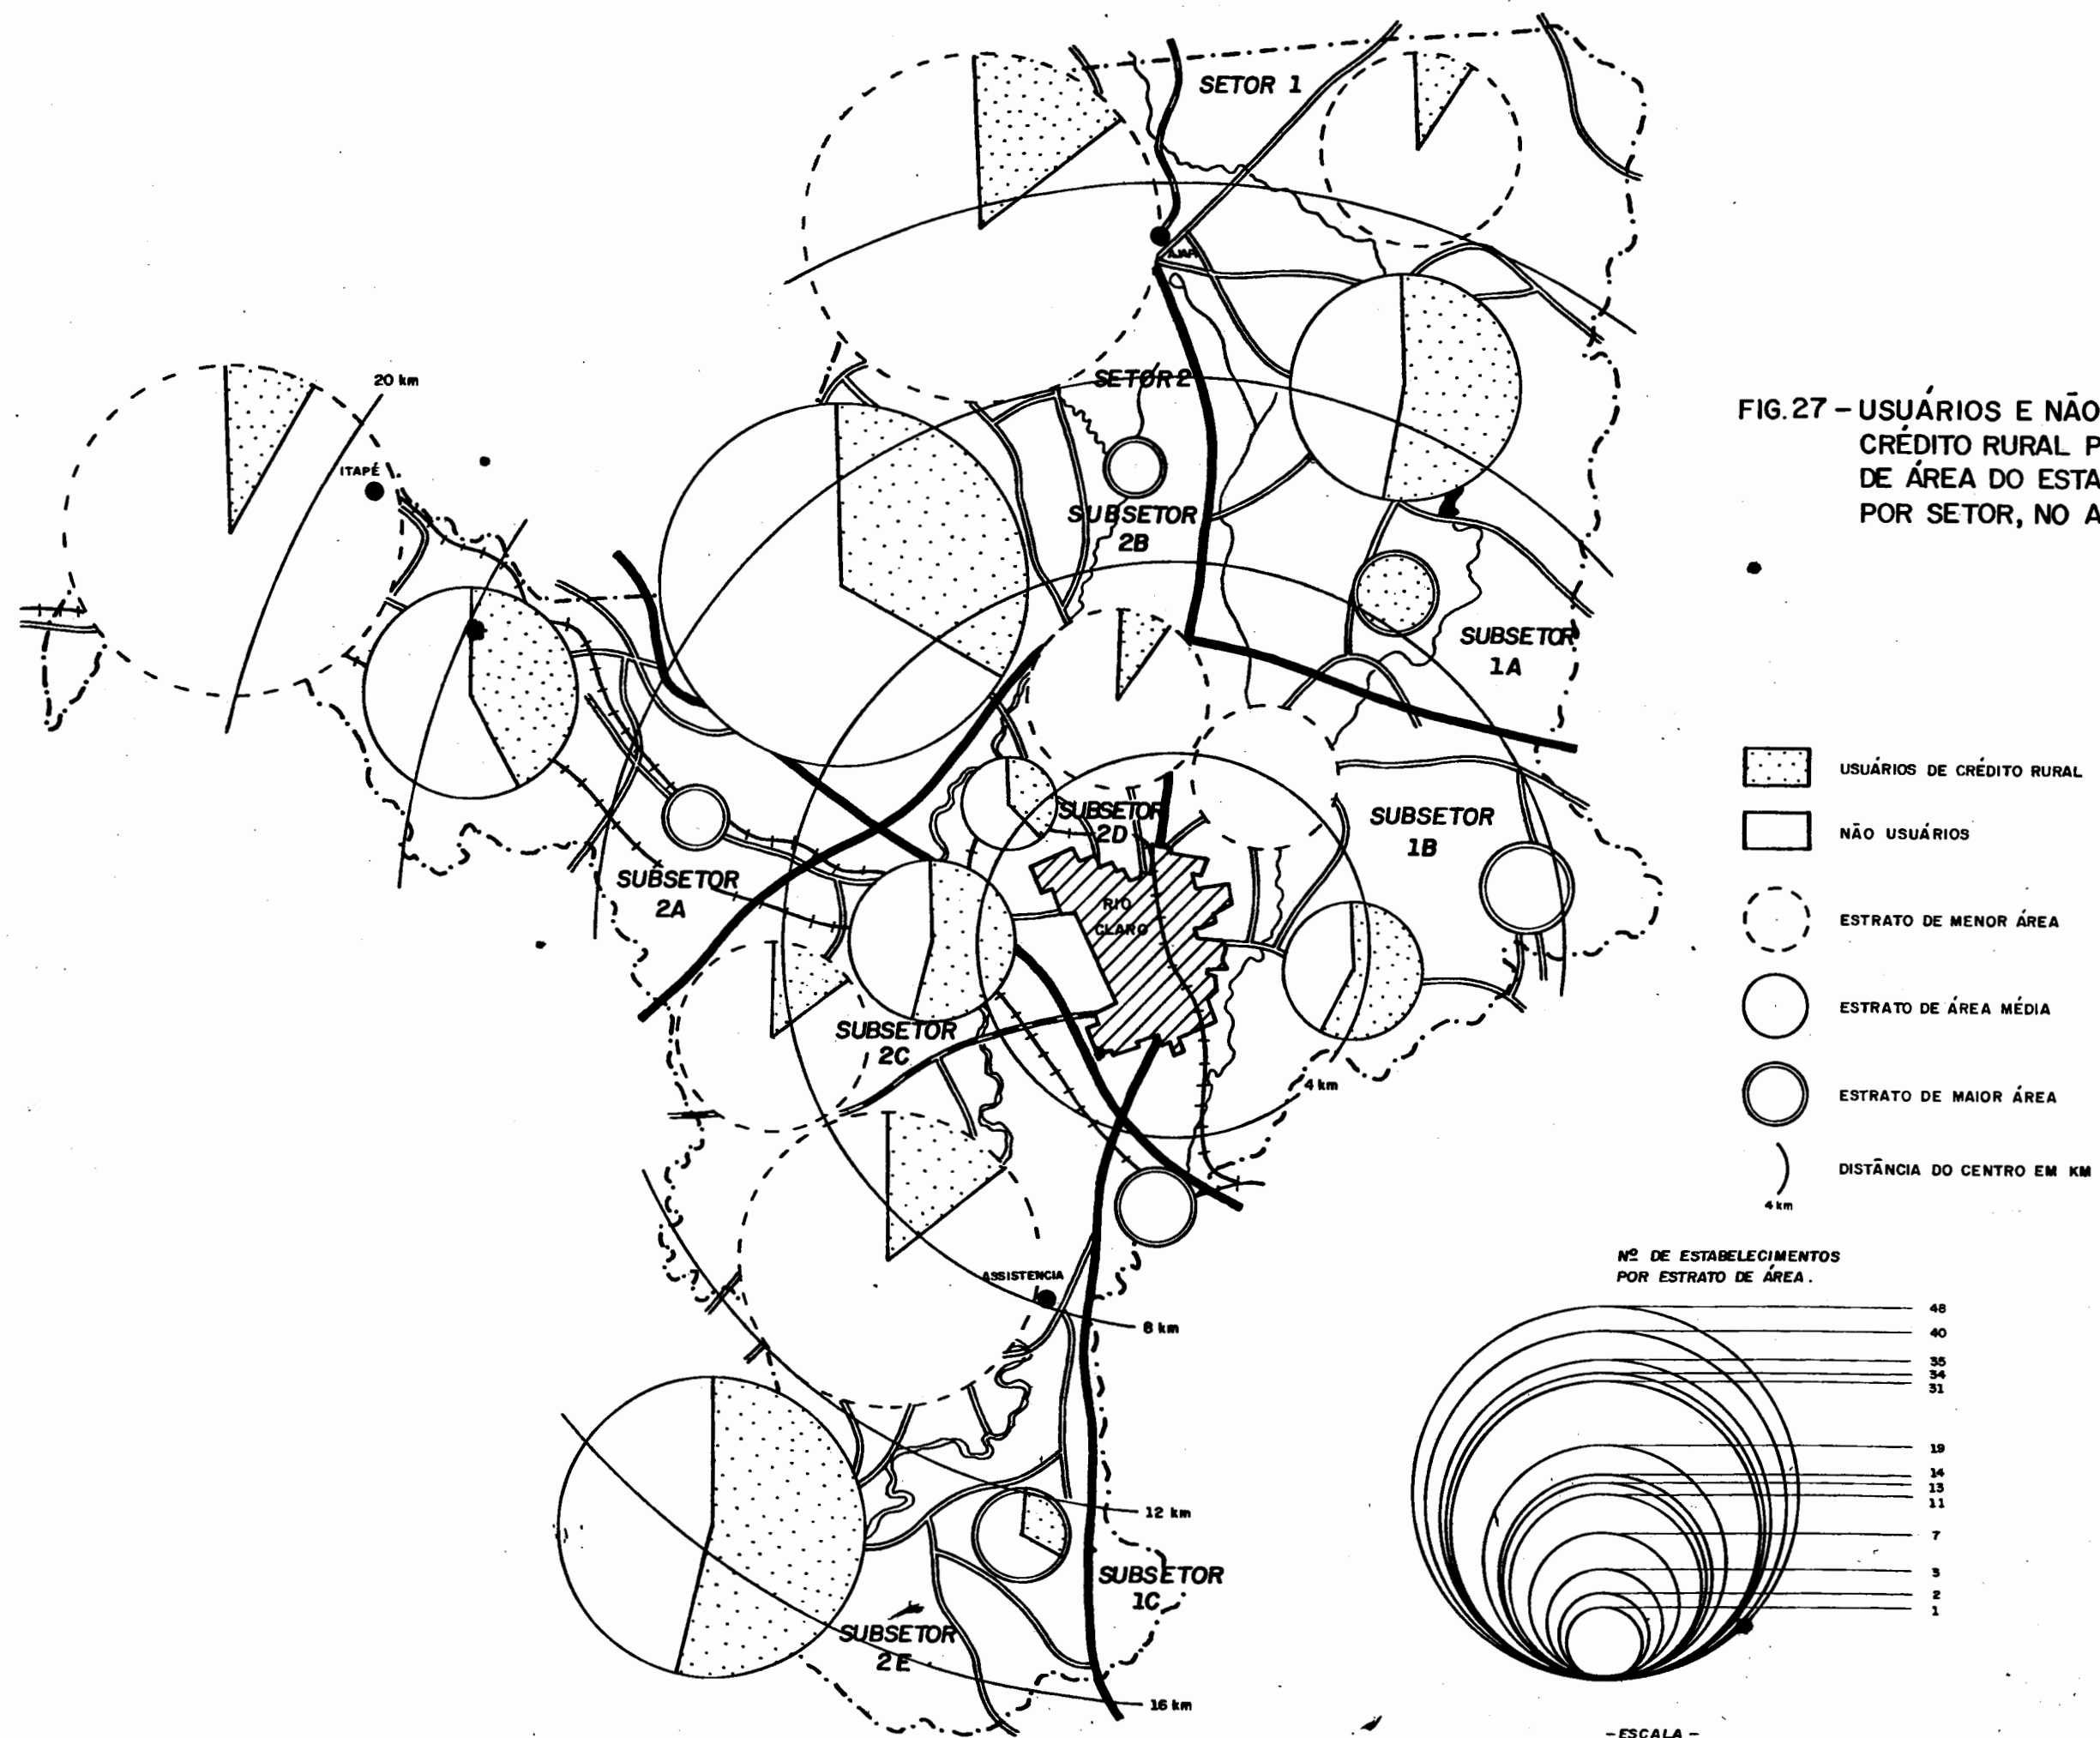 SETOR 1
AJAPI
SETOR 2
20 km
ITAPÉ
SUBSETOR
2B
SUBSETOR
1A
SUBSETOR
2D
SUBSETOR
1B
SUBSETOR
2A
RIO
CLARO
SUBSETOR
2C
4 km
ASSISTENCIA
8 km
12 km
SUBSETOR
1C
SUBSETOR
2E
16 km
FIG. 27 - USUÁRIOS E NÃO
CRÉDITO RURAL P
DE ÁREA DO ESTA
POR SETOR, NO A
USUÁRIOS DE CRÉDITO RURAL
NÃO USUÁRIOS
ESTRATO DE MENOR ÁREA
ESTRATO DE ÁREA MÉDIA
ESTRATO DE MAIOR ÁREA
DISTÂNCIA DO CENTRO EM KM
4 km
Nº DE ESTABELECIMENTOS
POR ESTRATO DE ÁREA.
48
40
35
34
31
19
14
13
11
7
3
2
1
-ESCALA-